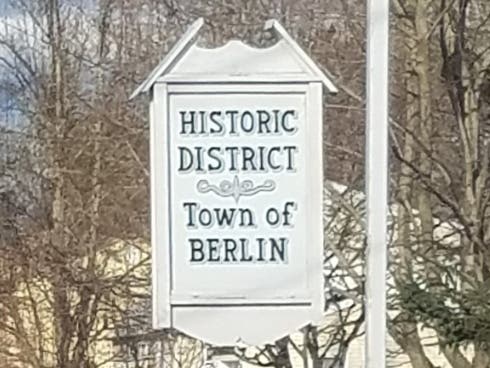 HISTORIC
DISTRICT
Town of
BERLIN